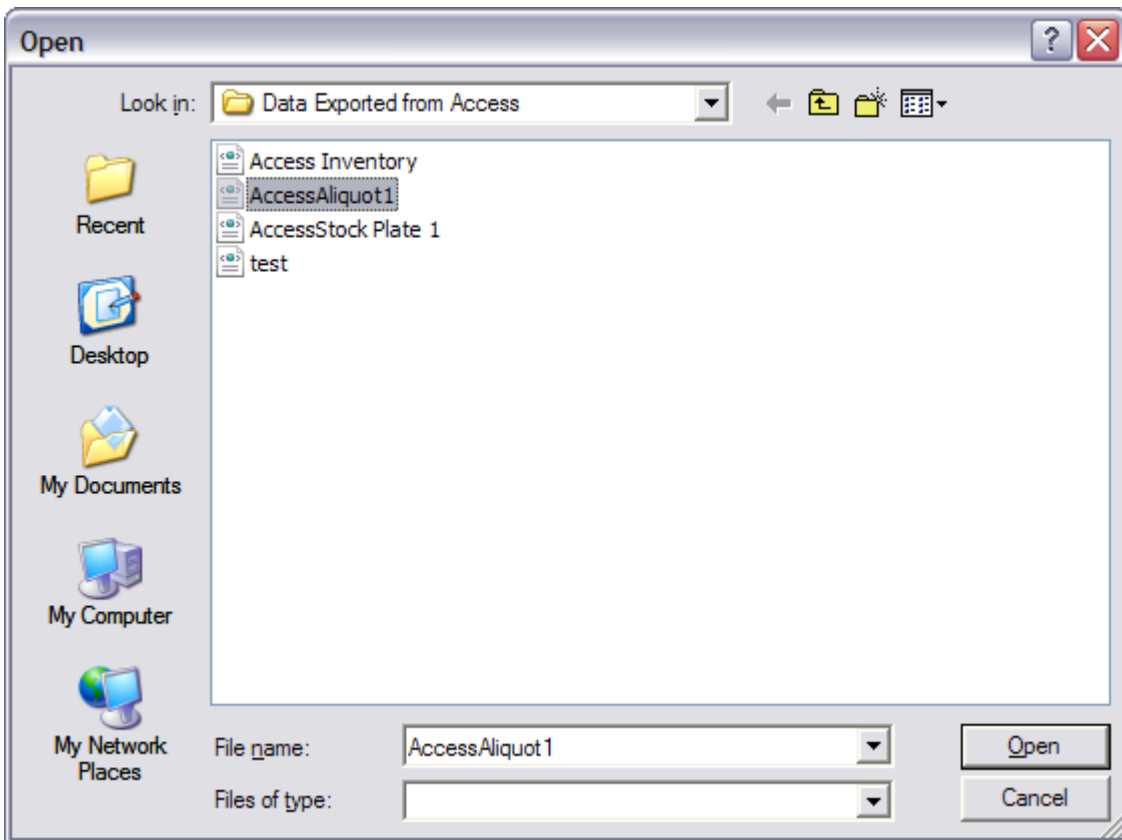 Open
Look in: Data Exported from Access
Access Inventory
AccessAliquot1
AccessStock Plate 1
test
Recent
Desktop
My Documents
My Computer
My Network
Places
File name: AccessAliquot1 Open
Files of type: Cancel